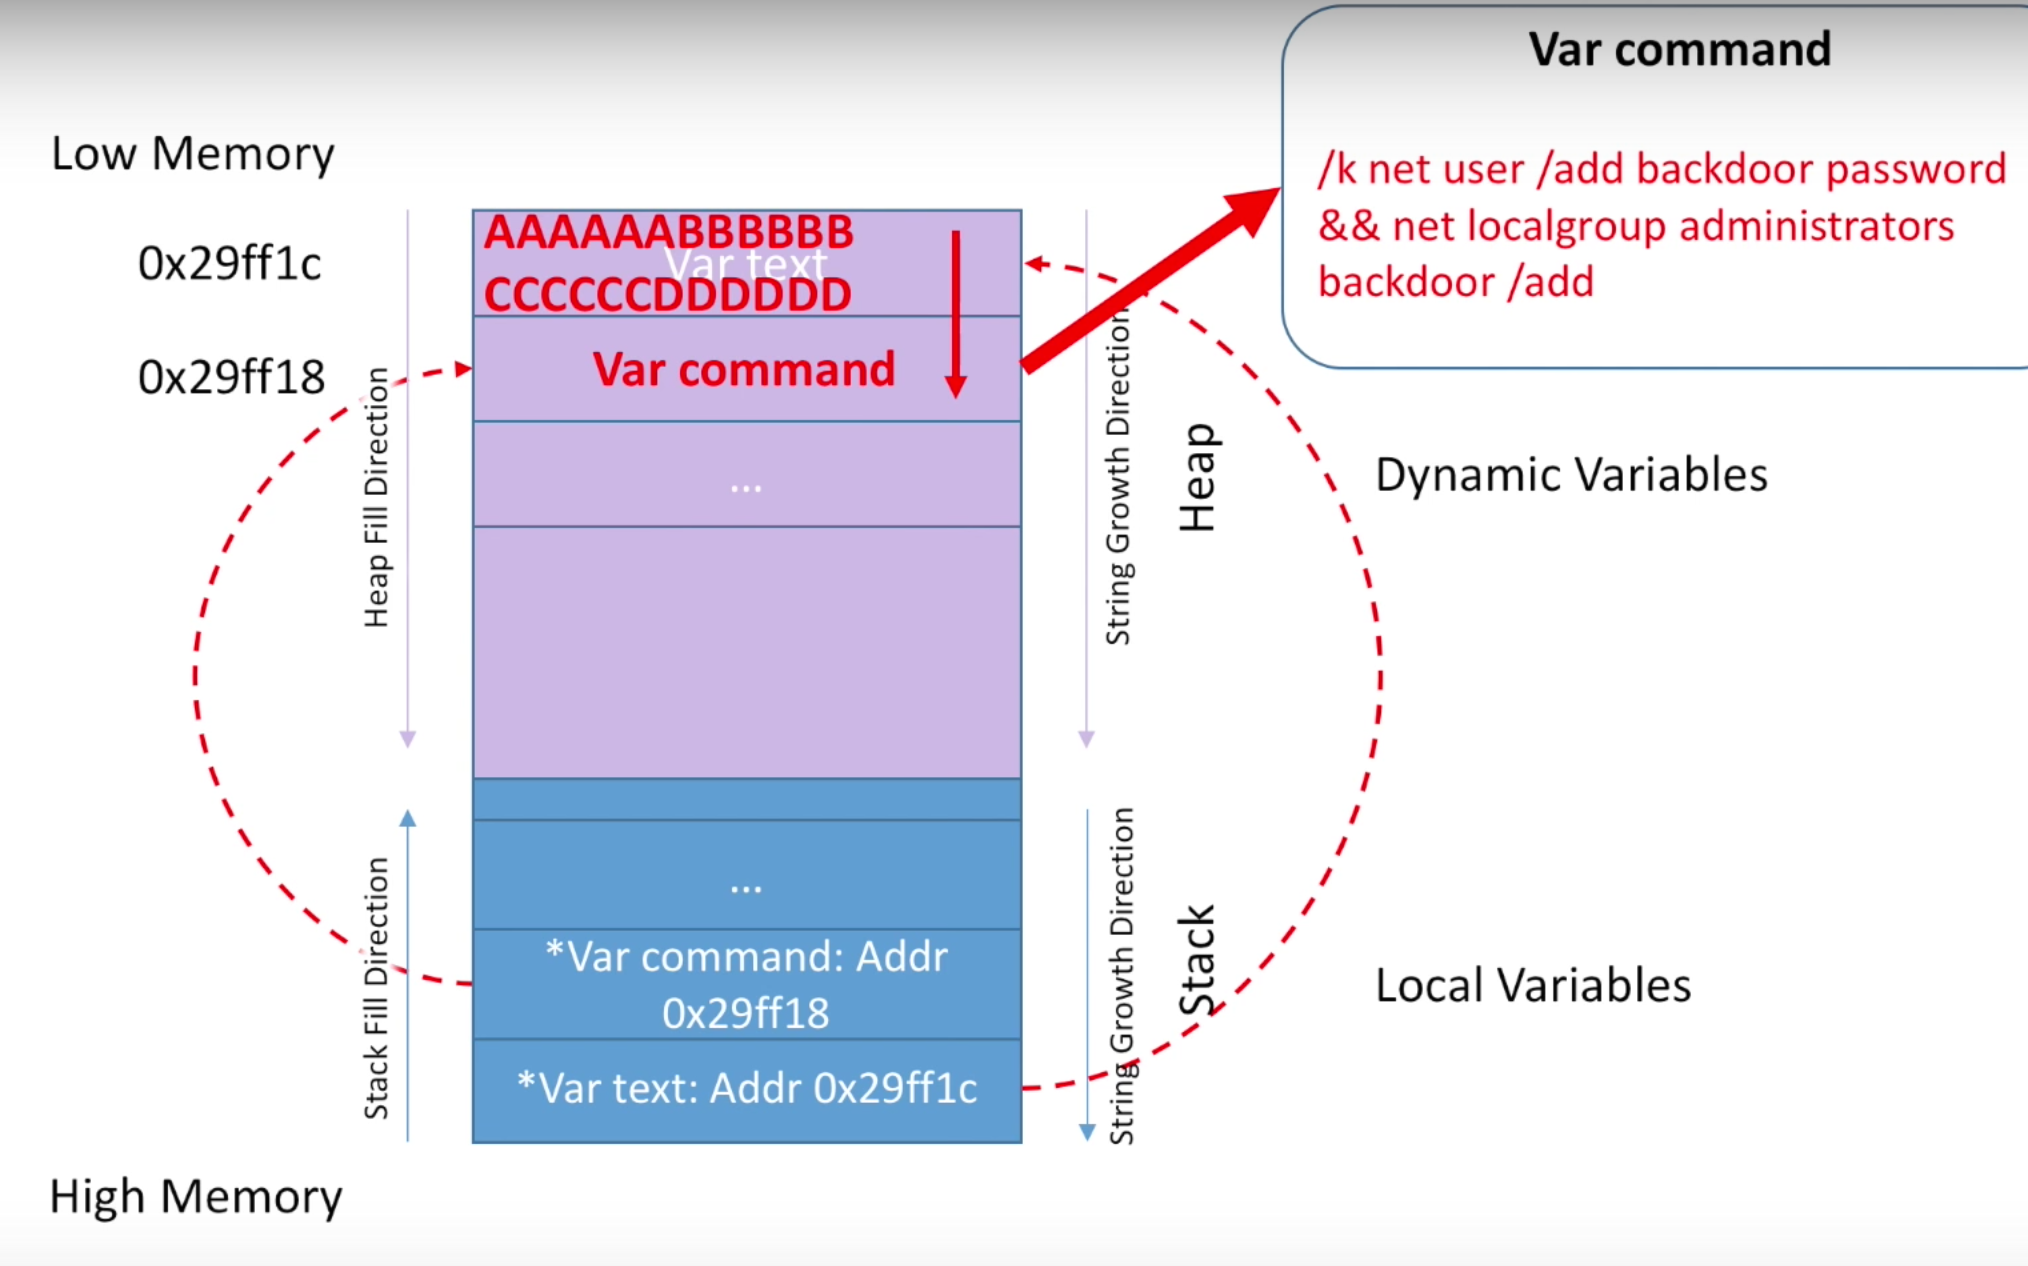 Var command
/k net user /add backdoor password
&& net localgroup administrators
backdoor /add
Low Memory
0x29ff1c
AAAAAABBBBBB
Var text
CCCCCCDDDDDD
0x29ff18
Var command
Heap Fill Direction
String Growth Direction
Heap
Dynamic Variables
...
...
*Var command: Addr
0x29ff18
*Var text: Addr 0x29ff1c
Stack Fill Direction
String Growth Direction
Stack
Local Variables
High Memory